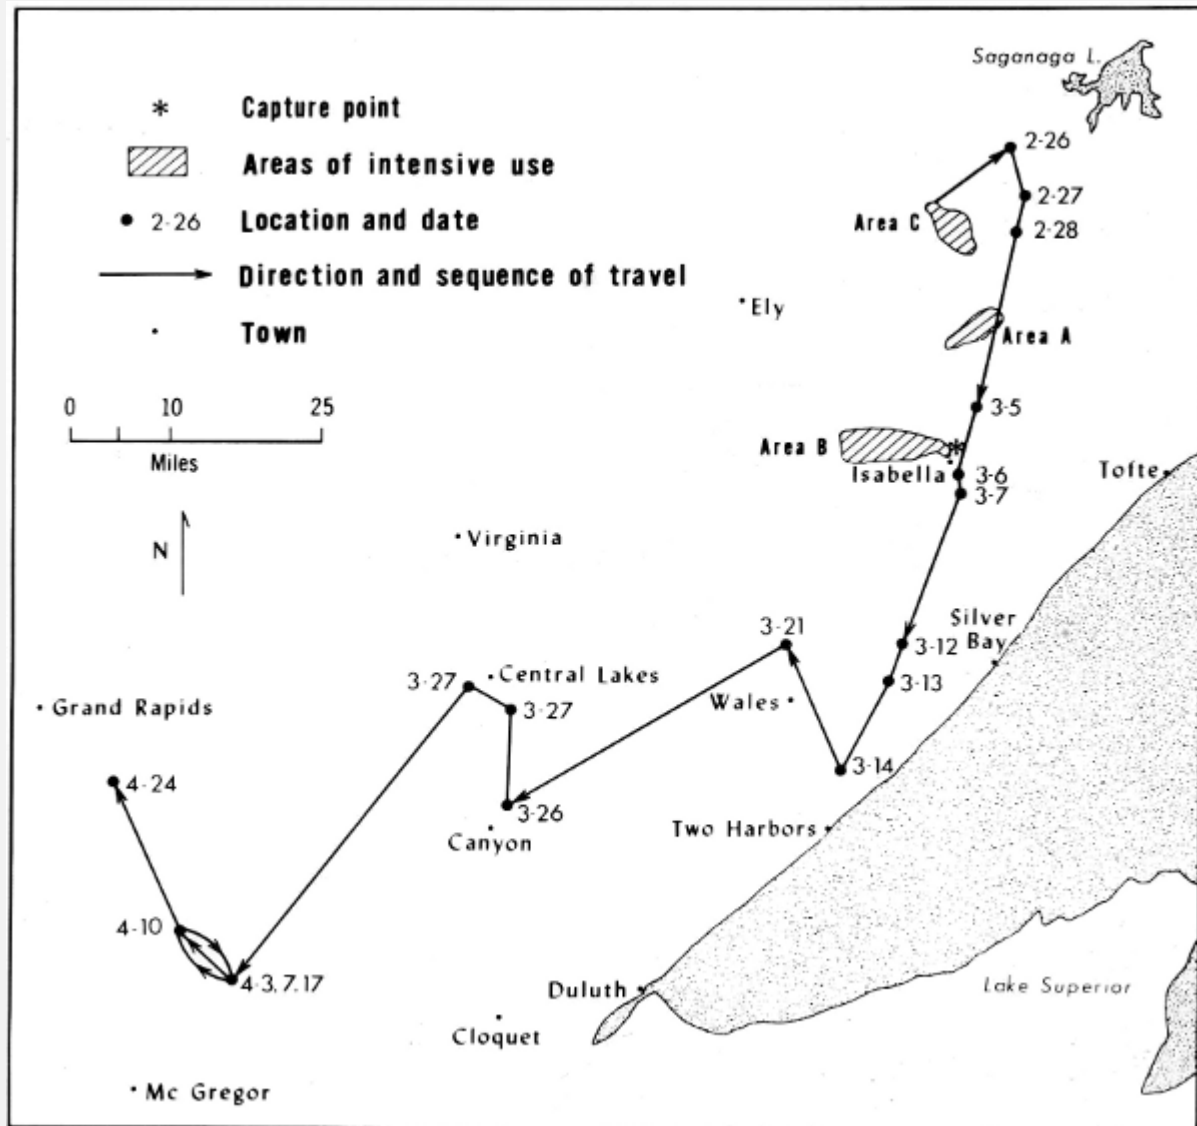 Saganaga L.
* Capture point
Areas of intensive use
2-26 Location and date
Direction and sequence of travel
Town
0 10 25
Miles
N
2-26
2-27
Area C
2-28
Ely
Area A
3-5
Area B
Isabella
3-6
3-7
Tofte
Virginia
Silver
Bay
3-21
3-12
3-13
Central Lakes
3-27
3-27
Wales
Grand Rapids
3-14
4-24
3-26
Canyon
Two Harbors
4-10
4-3, 7, 17
Duluth
Lake Superior
Cloquet
Mc Gregor